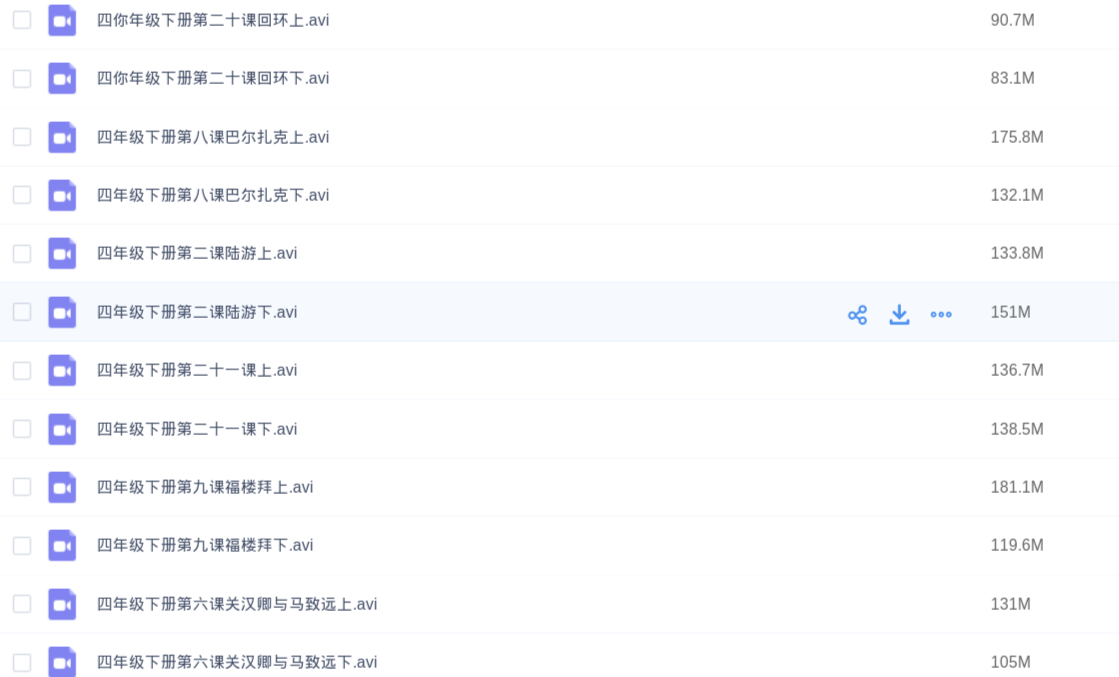 四你年级下册第二十课回环上.avi 90.7M
四你年级下册第二十课回环下.avi 83.1M
四年级下册第八课巴尔扎克上.avi 175.8M
四年级下册第八课巴尔扎克下.avi 132.1M
四年级下册第二课陆游上.avi 133.8M
四年级下册第二课陆游下.avi 151M
四年级下册第二十一课上.avi 136.7M
四年级下册第二十一课下.avi 138.5M
四年级下册第九课福楼拜上.avi 181.1M
四年级下册第九课福楼拜下.avi 119.6M
四年级下册第六课关汉卿与马致远上.avi 131M
四年级下册第六课关汉卿与马致远下.avi 105M